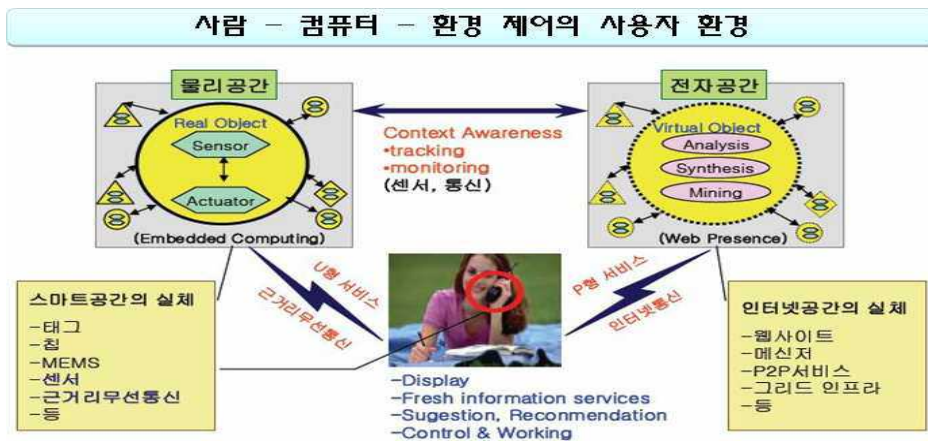 사람 – 컴퓨터 – 환경 제어의 사용자 환경
물리공간
전자공간
Real Object
Sensor
Actuator
(Embedded Computing)
Context Awareness
•tracking
•monitoring
(센서, 통신)
Virtual Object
Analysis
Synthesis
Mining
(Web Presence)
U형 서비스
근거리무선통신
P형 서비스
인터넷통신
스마트공간의 실체
-태그
-칩
-MEMS
-센서
-근거리무선통신
-등
-Display
-Fresh information services
-Sugestion, Reconmendation
-Control & Working
인터넷공간의 실체
-웹사이트
-메신저
-P2P서비스
-그리드 인프라
-등